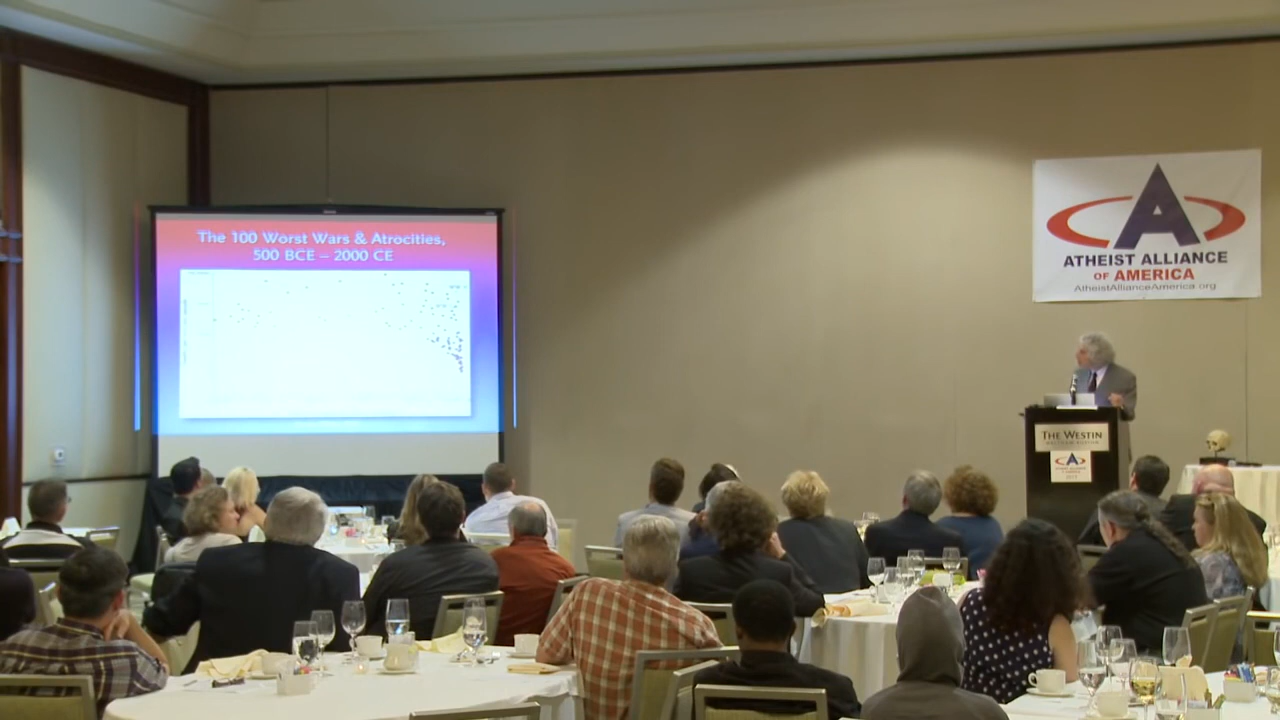 The 100 Worst Wars & Atrocities,
500 BCE – 2000 CE
A
ATHEIST ALLIANCE
OF AMERICA
AtheistAllianceAmerica.org
THE WESTIN
A